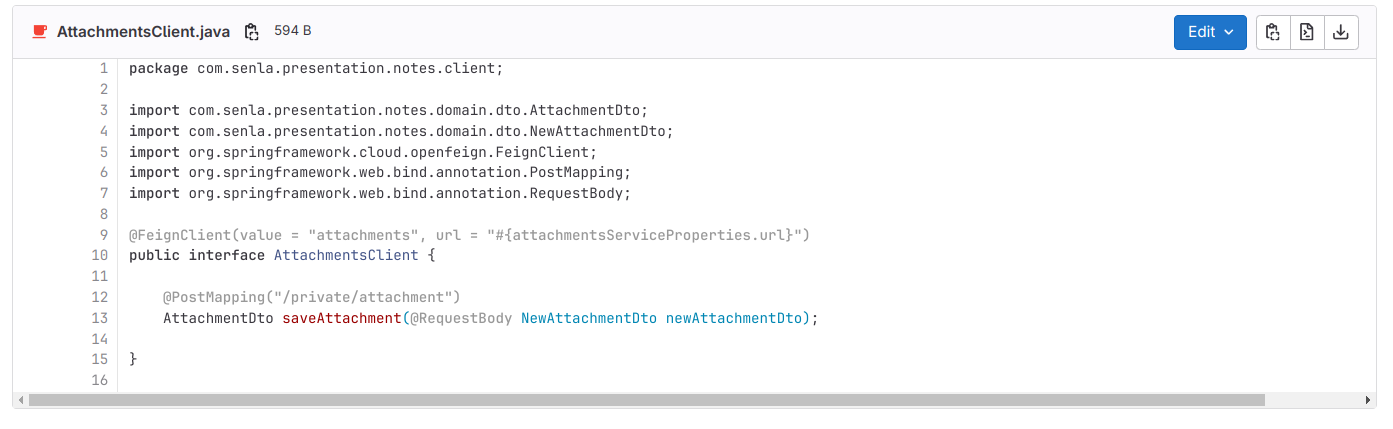 AttachmentsClient.java 594 B Edit
1 package com.senla.presentation.notes.client;
2
3 import com.senla.presentation.notes.domain.dto.AttachmentDto;
4 import com.senla.presentation.notes.domain.dto.NewAttachmentDto;
5 import org.springframework.cloud.openfeign.FeignClient;
6 import org.springframework.web.bind.annotation.PostMapping;
7 import org.springframework.web.bind.annotation.RequestBody;
8
9 @FeignClient(value = "attachments", url = "#{attachmentsServiceProperties.url}")
10 public interface AttachmentsClient {
11
12     @PostMapping("/private/attachment")
13     AttachmentDto saveAttachment(@RequestBody NewAttachmentDto newAttachmentDto);
14
15 }
16